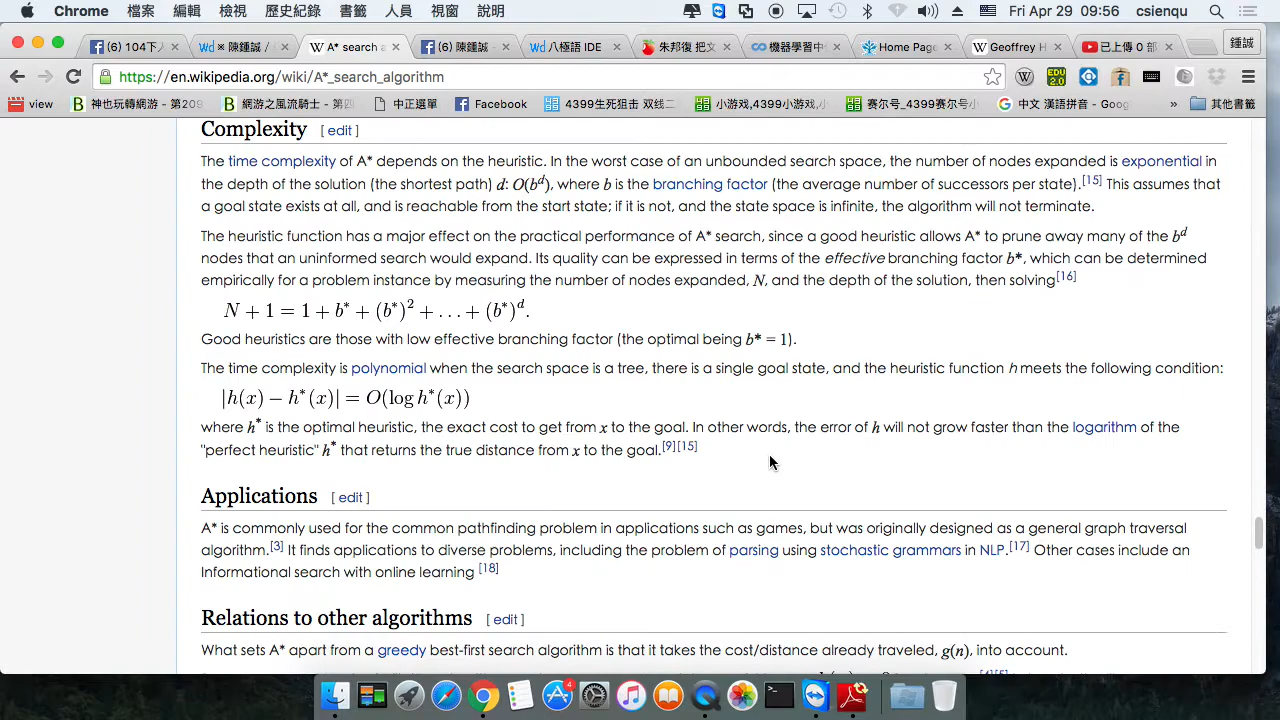 Chrome 檔案 編輯 檢視 歷史紀錄 書籤 人員 視窗 說明 Fri Apr 29 09:56 csienqu
(6) 104下人 W 陳鍾誠 / A* search a (6) 陳鍾誠 - 八極語 IDE 朱邦復 把文 機器學習中 Home Page Geoffrey H 已上傳 0 部 鍾誠
https://en.wikipedia.org/wiki/A*_search_algorithm
view 神也玩轉網游 - 第209 網游之風流騎士 - 第四 中正選單 Facebook 4399生死狙击 双线二 小游戏,4399小游戏,小 赛尔号_4399赛尔号小 中文 漢語拼音 - Goog » 其他書籤
Complexity [ edit ]
The time complexity of A* depends on the heuristic. In the worst case of an unbounded search space, the number of nodes expanded is exponential in
the depth of the solution (the shortest path) d: O(b^d), where b is the branching factor (the average number of successors per state).[15] This assumes that
a goal state exists at all, and is reachable from the start state; if it is not, and the state space is infinite, the algorithm will not terminate.
The heuristic function has a major effect on the practical performance of A* search, since a good heuristic allows A* to prune away many of the b^d
nodes that an uninformed search would expand. Its quality can be expressed in terms of the effective branching factor b*, which can be determined
empirically for a problem instance by measuring the number of nodes expanded, N, and the depth of the solution, then solving[16]
N + 1 = 1 + b* + (b*)^2 + . . . + (b*)^d.
Good heuristics are those with low effective branching factor (the optimal being b* = 1).
The time complexity is polynomial when the search space is a tree, there is a single goal state, and the heuristic function h meets the following condition:
|h(x) − h*(x)| = O(log h*(x))
where h* is the optimal heuristic, the exact cost to get from x to the goal. In other words, the error of h will not grow faster than the logarithm of the
"perfect heuristic" h* that returns the true distance from x to the goal.[9][15]
Applications [ edit ]
A* is commonly used for the common pathfinding problem in applications such as games, but was originally designed as a general graph traversal
algorithm.[3] It finds applications to diverse problems, including the problem of parsing using stochastic grammars in NLP.[17] Other cases include an
Informational search with online learning [18]
Relations to other algorithms [ edit ]
What sets A* apart from a greedy best-first search algorithm is that it takes the cost/distance already traveled, g(n), into account.